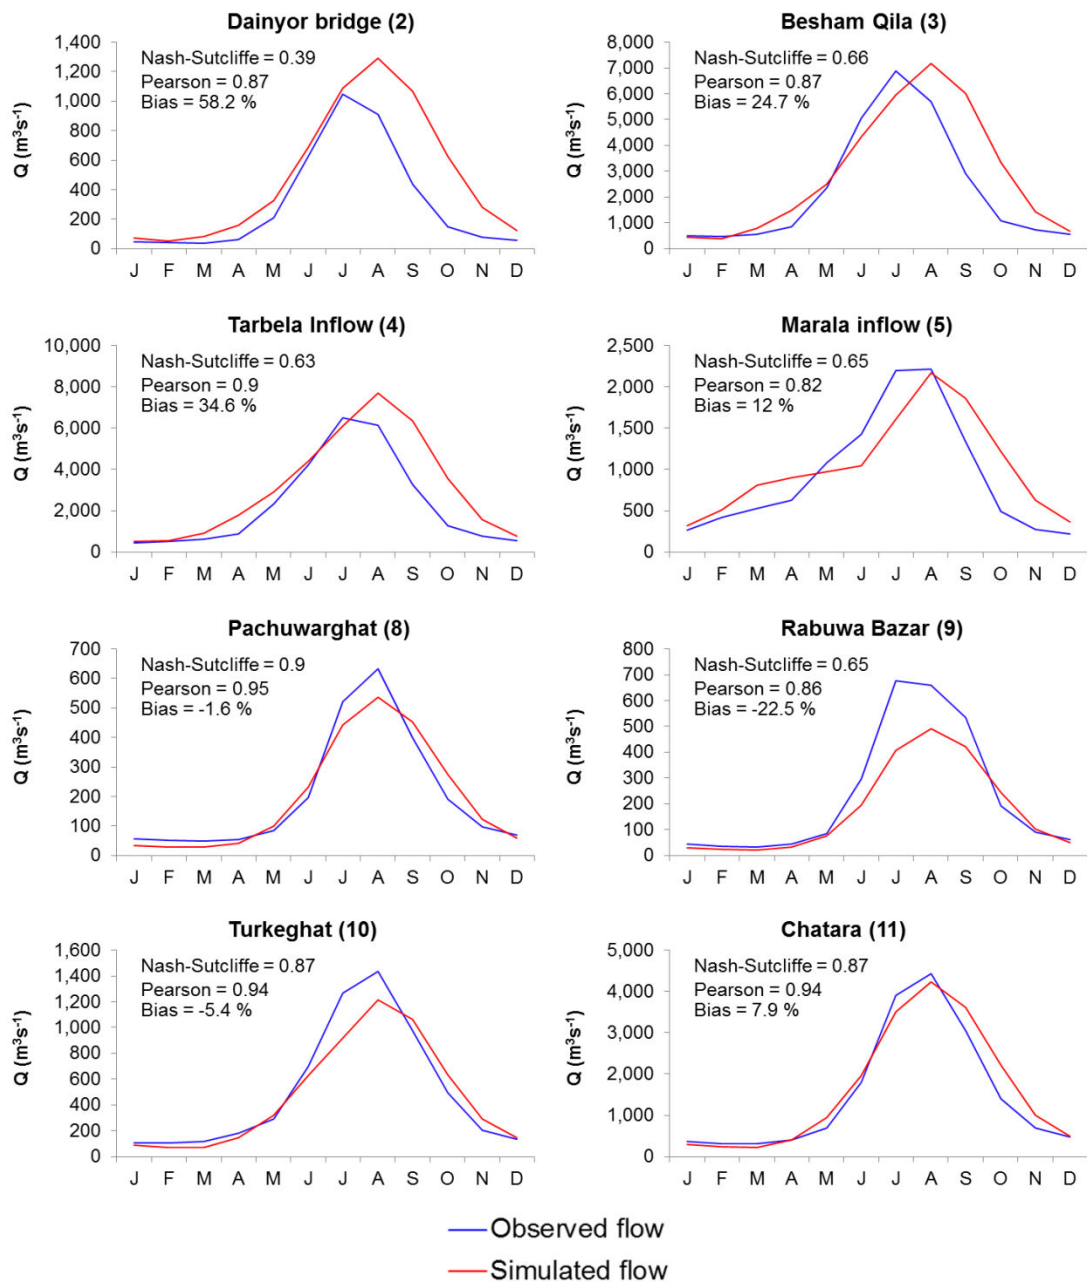 Dainyor bridge (2)
Nash-Sutcliffe = 0.39
Pearson = 0.87
Bias = 58.2 %
Q (m³s⁻¹)
1,400
1,200
1,000
800
600
400
200
0
J F M A M J J A S O N D
Besham Qila (3)
Nash-Sutcliffe = 0.66
Pearson = 0.87
Bias = 24.7 %
Q (m³s⁻¹)
8,000
7,000
6,000
5,000
4,000
3,000
2,000
1,000
0
J F M A M J J A S O N D
Tarbela Inflow (4)
Nash-Sutcliffe = 0.63
Pearson = 0.9
Bias = 34.6 %
Q (m³s⁻¹)
10,000
8,000
6,000
4,000
2,000
0
J F M A M J J A S O N D
Marala inflow (5)
Nash-Sutcliffe = 0.65
Pearson = 0.82
Bias = 12 %
Q (m³s⁻¹)
2,500
2,000
1,500
1,000
500
0
J F M A M J J A S O N D
Pachuwarghat (8)
Nash-Sutcliffe = 0.9
Pearson = 0.95
Bias = -1.6 %
Q (m³s⁻¹)
700
600
500
400
300
200
100
0
J F M A M J J A S O N D
Rabuwa Bazar (9)
Nash-Sutcliffe = 0.65
Pearson = 0.86
Bias = -22.5 %
Q (m³s⁻¹)
800
700
600
500
400
300
200
100
0
J F M A M J J A S O N D
Turkeghat (10)
Nash-Sutcliffe = 0.87
Pearson = 0.94
Bias = -5.4 %
Q (m³s⁻¹)
1,600
1,400
1,200
1,000
800
600
400
200
0
J F M A M J J A S O N D
Chatara (11)
Nash-Sutcliffe = 0.87
Pearson = 0.94
Bias = 7.9 %
Q (m³s⁻¹)
5,000
4,000
3,000
2,000
1,000
0
J F M A M J J A S O N D
Observed flow
Simulated flow